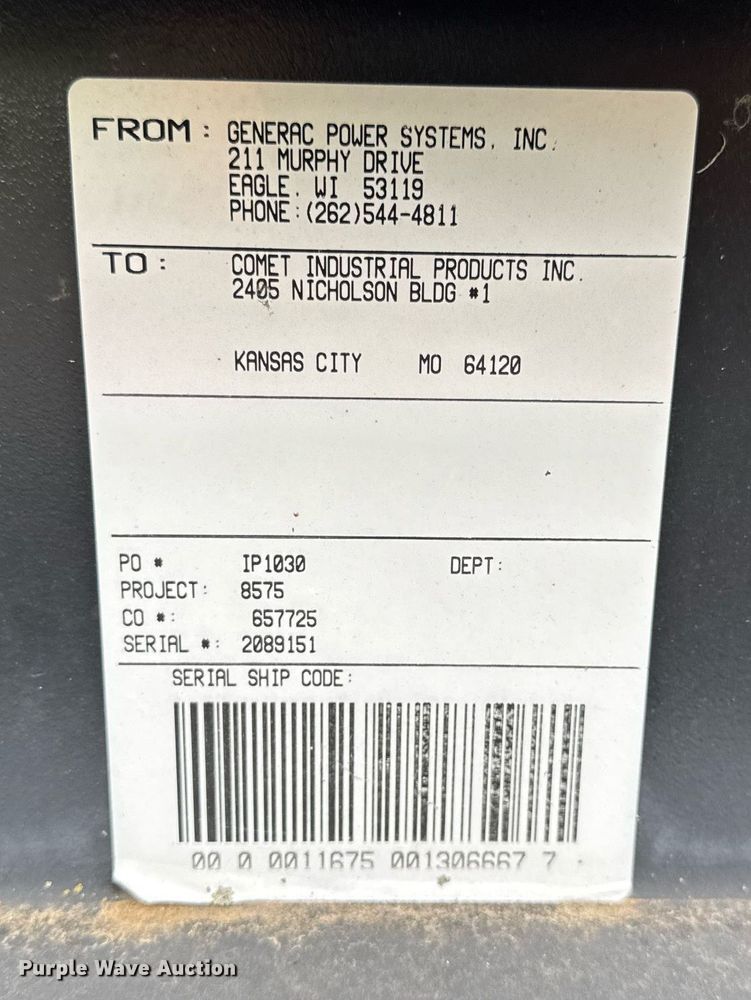 FROM: GENERAC POWER SYSTEMS, INC.
211 MURPHY DRIVE
EAGLE, WI 53119
PHONE:(262)544-4811
TO: COMET INDUSTRIAL PRODUCTS INC.
2405 NICHOLSON BLDG #1
KANSAS CITY MO 64120
PO # IP1030 DEPT:
PROJECT: 8575
CO #: 657725
SERIAL #: 2089151
SERIAL SHIP CODE:
00 0 0011675 001306667 7
Purple Wave Auction